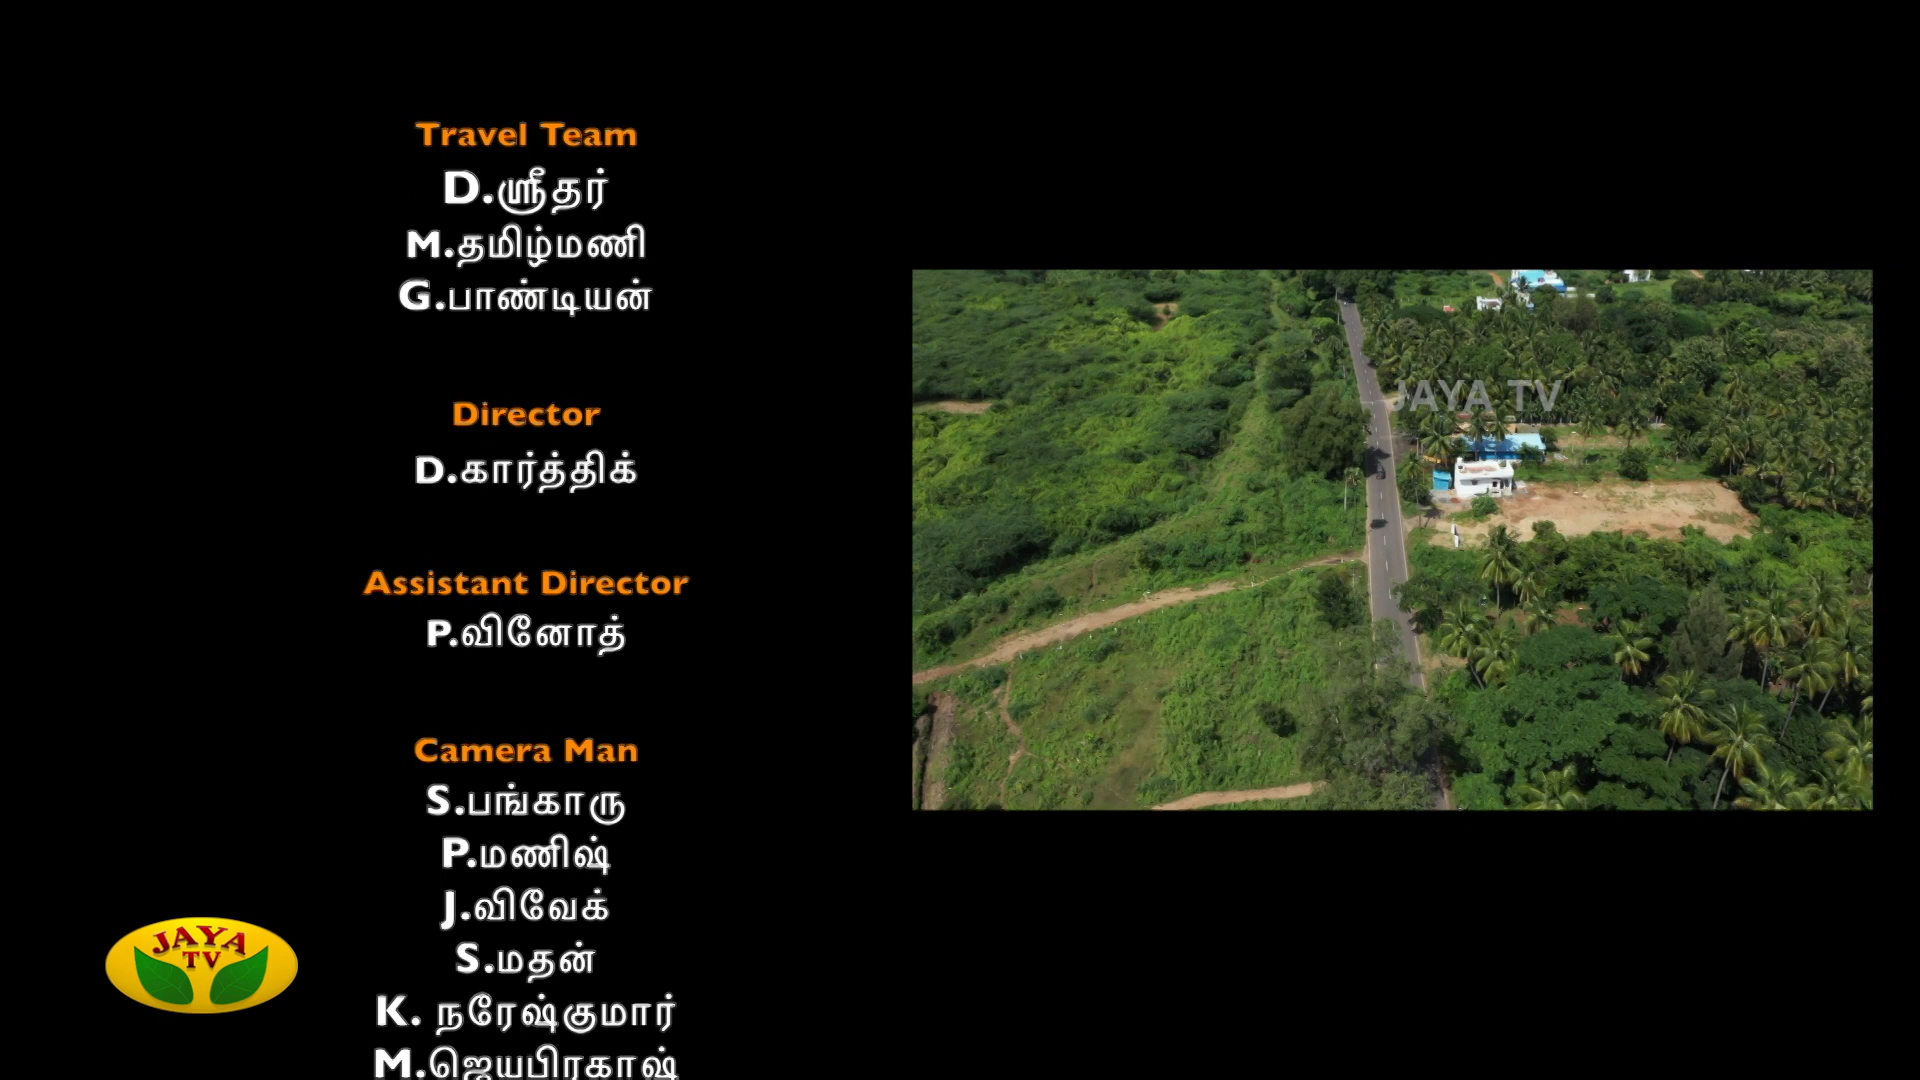 Travel Team
D.ஸ்ரீதர்
M.தமிழ்மணி
G.பாண்டியன்
Director
D.கார்த்திக்
Assistant Director
P.வினோத்
Camera Man
S.பங்காரு
P.மணிஷ்
J.விவேக்
S.மதன்
K. நரேஷ்குமார்
M.ஜெயபிரகாஷ்
JAYA TV
JAYA
TV